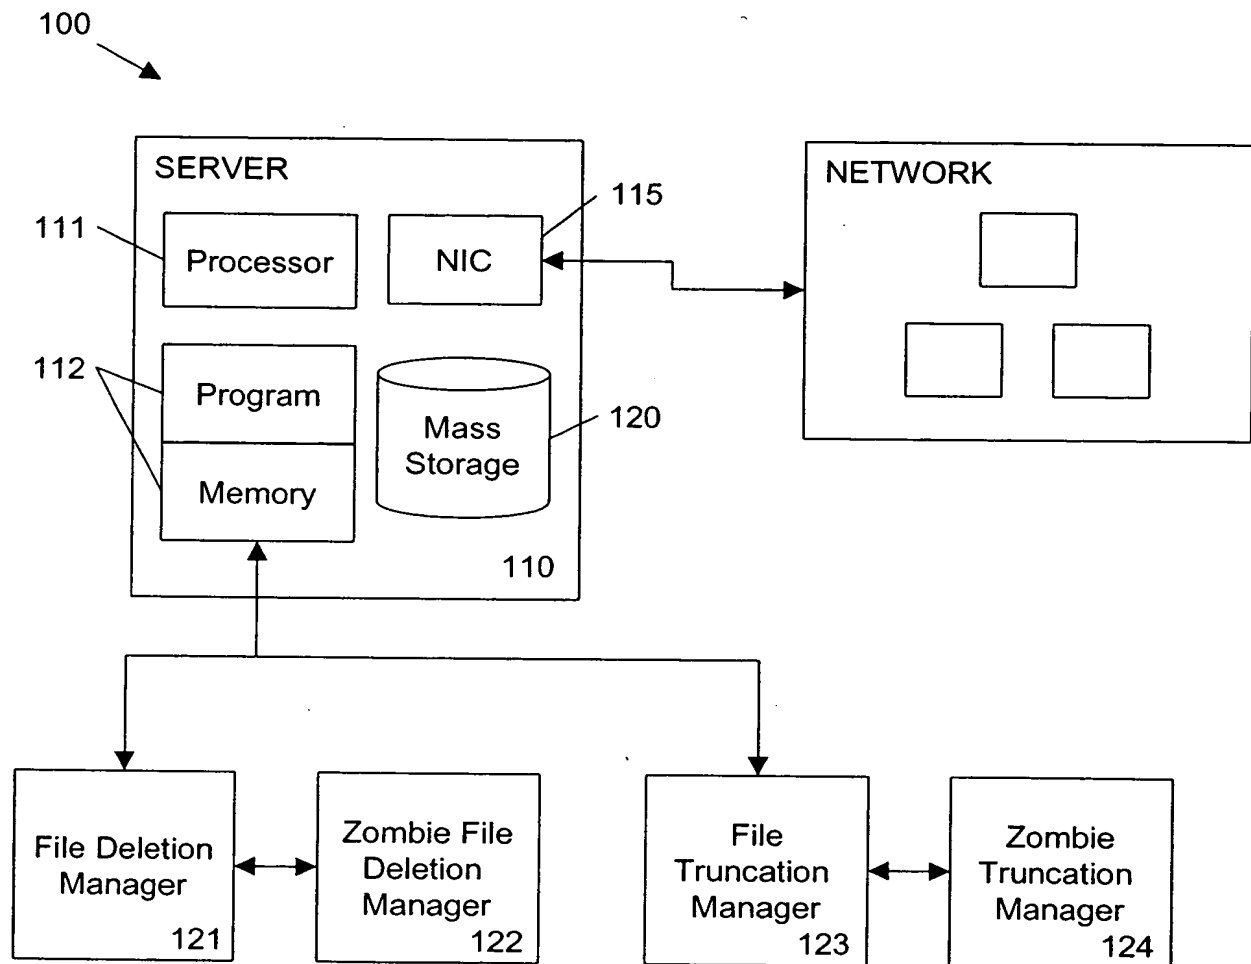 100
SERVER
NETWORK
115
111
Processor
NIC
112
Program
Mass
Storage
120
Memory
110
File Deletion
Manager
121
Zombie File
Deletion
Manager
122
File
Truncation
Manager
123
Zombie
Truncation
Manager
124